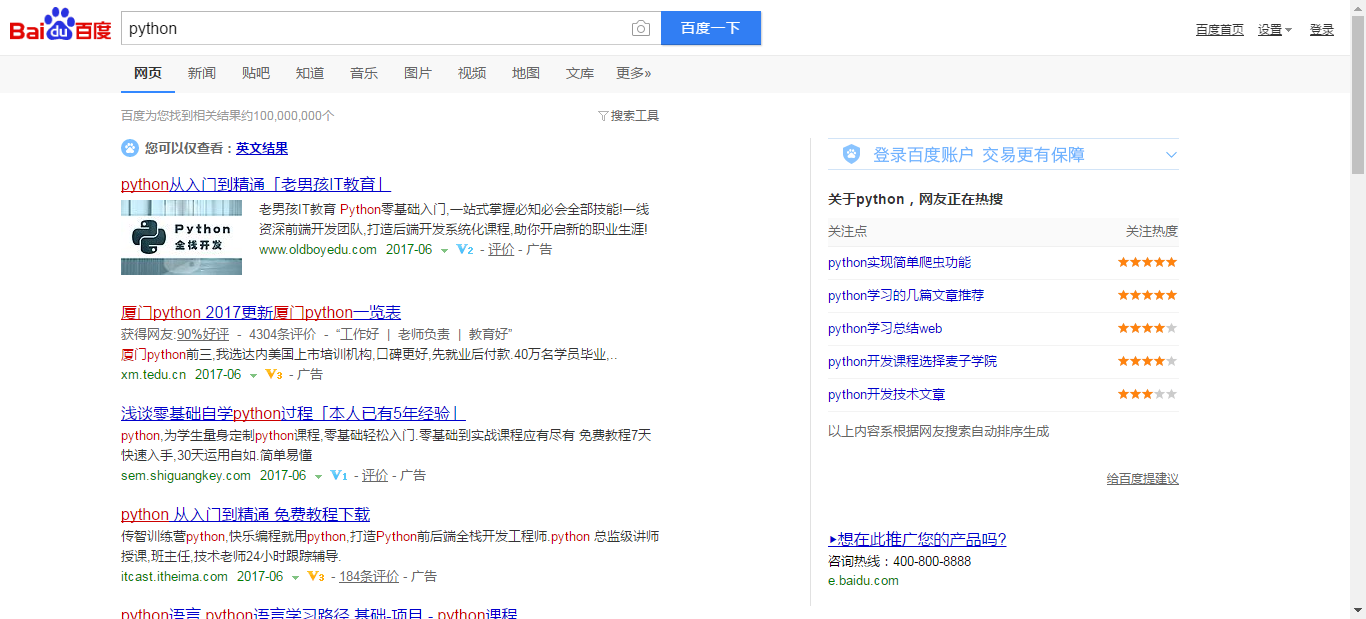 Bai du 百度
python
百度一下
百度首页 设置 登录
网页 新闻 贴吧 知道 音乐 图片 视频 地图 文库 更多»
百度为您找到相关结果约100,000,000个
搜索工具
您可以仅查看：英文结果
python从入门到精通「老男孩IT教育」
Python
全栈开发
老男孩IT教育 Python零基础入门,一站式掌握必知必会全部技能!一线
资深前端开发团队,打造后端开发系统化课程,助你开启新的职业生涯!
www.oldboyedu.com 2017-06 V2 - 评价 - 广告
厦门python 2017更新厦门python一览表
获得网友:90%好评 - 4304条评价 - “工作好 | 老师负责 | 教育好”
厦门python前三,我选达内美国上市培训机构,口碑更好,先就业后付款.40万名学员毕业,..
xm.tedu.cn 2017-06 V3 - 广告
浅谈零基础自学python过程「本人已有5年经验」
python,为学生量身定制python课程,零基础轻松入门.零基础到实战课程应有尽有 免费教程7天
快速入手,30天运用自如.简单易懂
sem.shiguangkey.com 2017-06 V1 - 评价 - 广告
python 从入门到精通 免费教程下载
传智训练营python,快乐编程就用python,打造Python前后端全栈开发工程师.python 总监级讲师
授课,班主任,技术老师24小时跟踪辅导.
itcast.itheima.com 2017-06 V3 - 184条评价 - 广告
python语言 python语言学习路径 基础-项目 - python课程
登录百度账户 交易更有保障
关于python，网友正在热搜
关注点 关注热度
python实现简单爬虫功能
python学习的几篇文章推荐
python学习总结web
python开发课程选择麦子学院
python开发技术文章
以上内容系根据网友搜索自动排序生成
给百度提建议
想在此推广您的产品吗?
咨询热线：400-800-8888
e.baidu.com